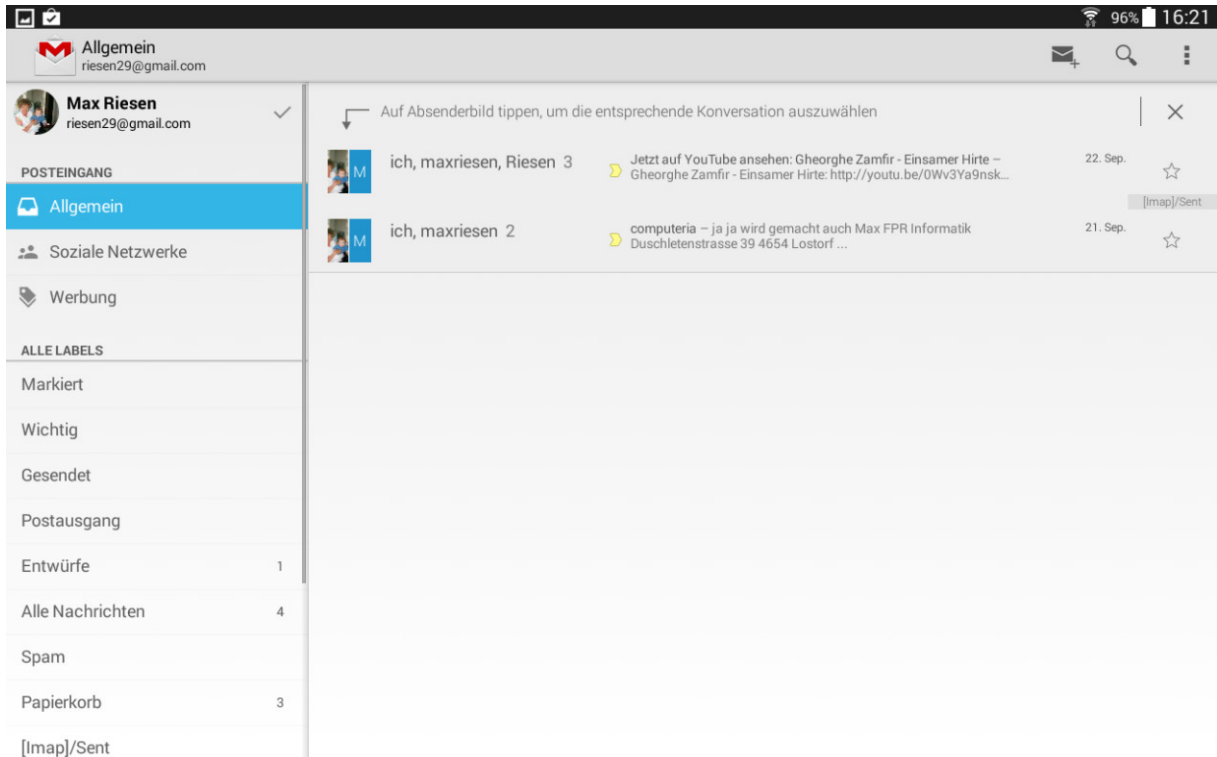 96% 16:21
Allgemein
riesen29@gmail.com
Max Riesen
riesen29@gmail.com
POSTEINGANG
Allgemein
Soziale Netzwerke
Werbung
ALLE LABELS
Markiert
Wichtig
Gesendet
Postausgang
Entwürfe 1
Alle Nachrichten 4
Spam
Papierkorb 3
[Imap]/Sent
Auf Absenderbild tippen, um die entsprechende Konversation auszuwählen
M
ich, maxriesen, Riesen 3
Jetzt auf YouTube ansehen: Gheorghe Zamfir - Einsamer Hirte –
Gheorghe Zamfir - Einsamer Hirte: http://youtu.be/0Wv3Ya9nsk...
22. Sep.
[Imap]/Sent
M
ich, maxriesen 2
computeria – ja ja wird gemacht auch Max FPR Informatik
Duschletenstrasse 39 4654 Lostorf ...
21. Sep.